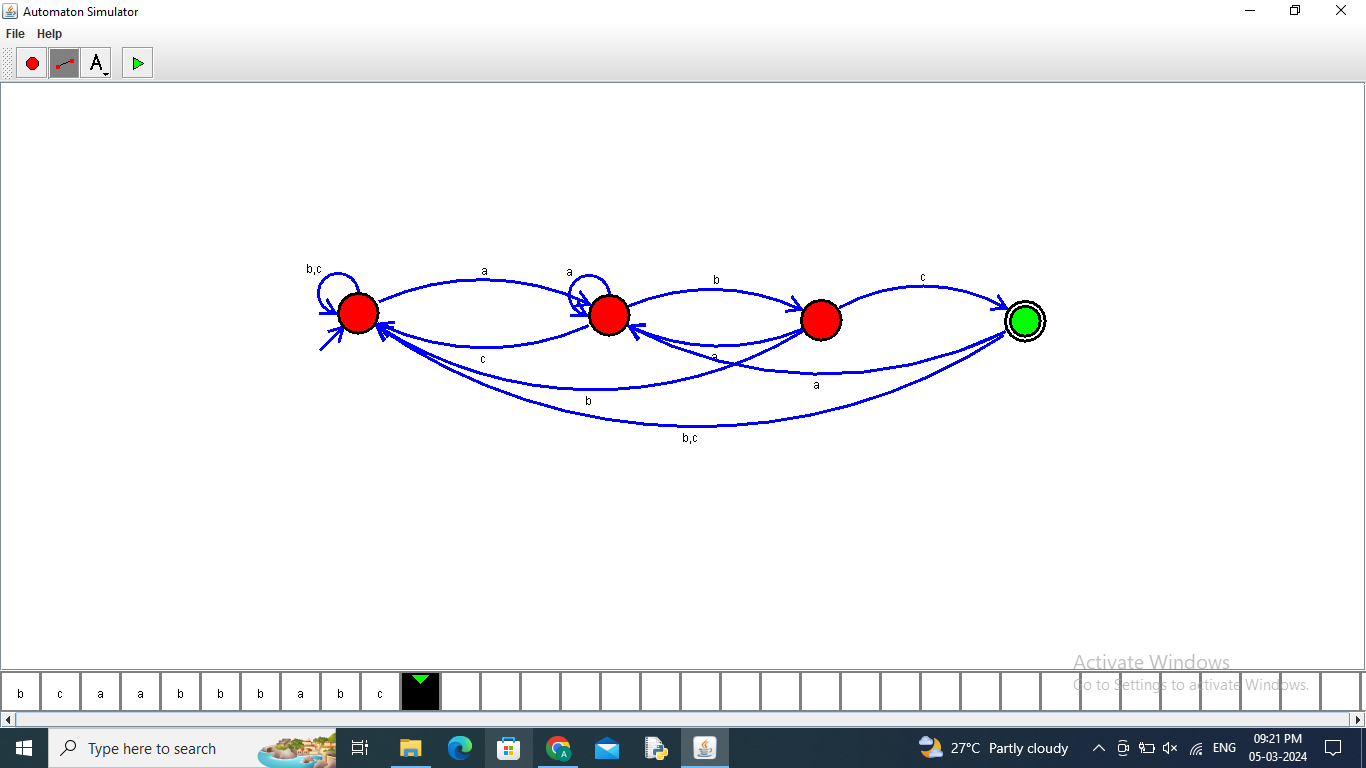 Automaton Simulator
File Help
A
b,c
a
a
b
c
c
a
b
a
b,c
b c a a b b b a b c
Activate Windows
Go to Settings to activate Windows.
Type here to search
27°C Partly cloudy
ENG
09:21 PM
05-03-2024